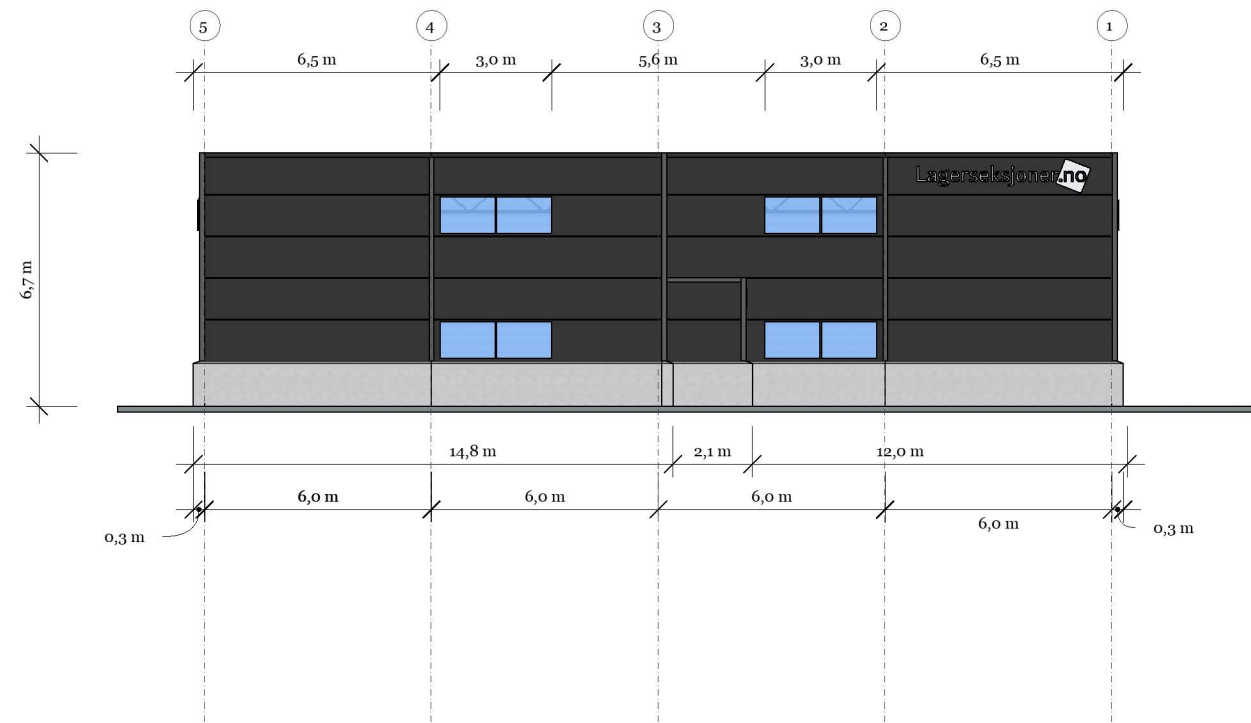 5 4 3 2 1
6,5 m 3,0 m 5,6 m 3,0 m 6,5 m
Lagerseksjoner.no
6,7 m
14,8 m 2,1 m 12,0 m
6,0 m 6,0 m 6,0 m
6,0 m
0,3 m 0,3 m